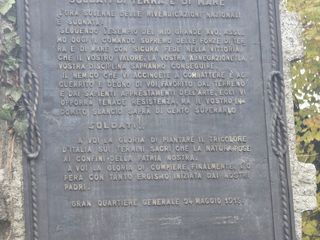 SOLDATI DI TERRA E DI MARE
L'ORA SOLENNE DELLE RIVENDICAZIONI NAZIONALI
È SUONATA!
SEGUENDO L'ESEMPIO DEL MIO GRANDE AVO, ASSU-
MO OGGI IL COMANDO SUPREMO DELLE FORZE DI TER-
RA E DI MARE CON SICURA FEDE NELLA VITTORIA
CHE IL VOSTRO VALORE, LA VOSTRA ABNEGAZIONE, LA
VOSTRA DISCIPLINA SAPRANNO CONSEGUIRE.
IL NEMICO CHE VI ACCINGETE A COMBATTERE È AG-
GUERRITO E DEGNO DI VOI. FAVORITO DAL TERRENO
E DAI SAPIENTI APPRESTAMENTI DELL'ARTE, EGLI VI
OPPORRÀ TENACE RESISTENZA, MA IL VOSTRO IN-
DOMITO SLANCIO SAPRÀ DI CERTO SUPERARLO.
SOLDATI!
A VOI LA GLORIA DI PIANTARE IL TRICOLORE
D'ITALIA SUI TERMINI SACRI CHE LA NATURA POSE
AI CONFINI DELLA PATRIA NOSTRA.
A VOI LA GLORIA DI COMPIERE, FINALMENTE, L'O-
PERA CON TANTO EROISMO INIZIATA DAI NOSTRI
PADRI.
GRAN QUARTIERE GENERALE 24 MAGGIO 1915